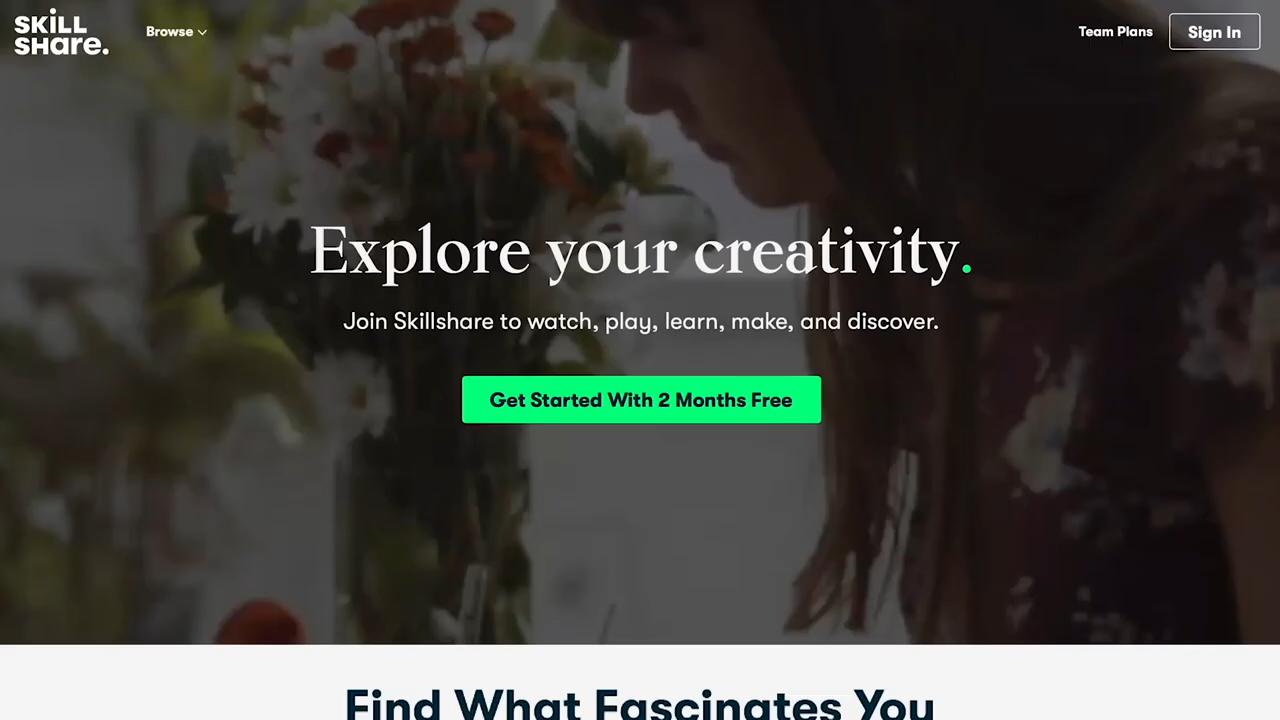 SKiLL
SHare.
Browse
Team Plans
Sign In
Explore your creativity.
Join Skillshare to watch, play, learn, make, and discover.
Get Started With 2 Months Free
Find What Fascinates You